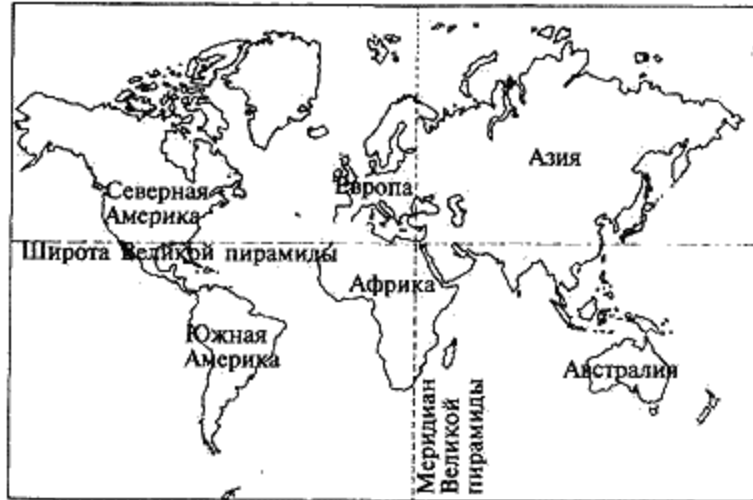 Северная
Америка
Европа
Азия
Широта Великой пирамиды
Африка
Южная
Америка
Австралия
Меридиан
Великой
пирамиды